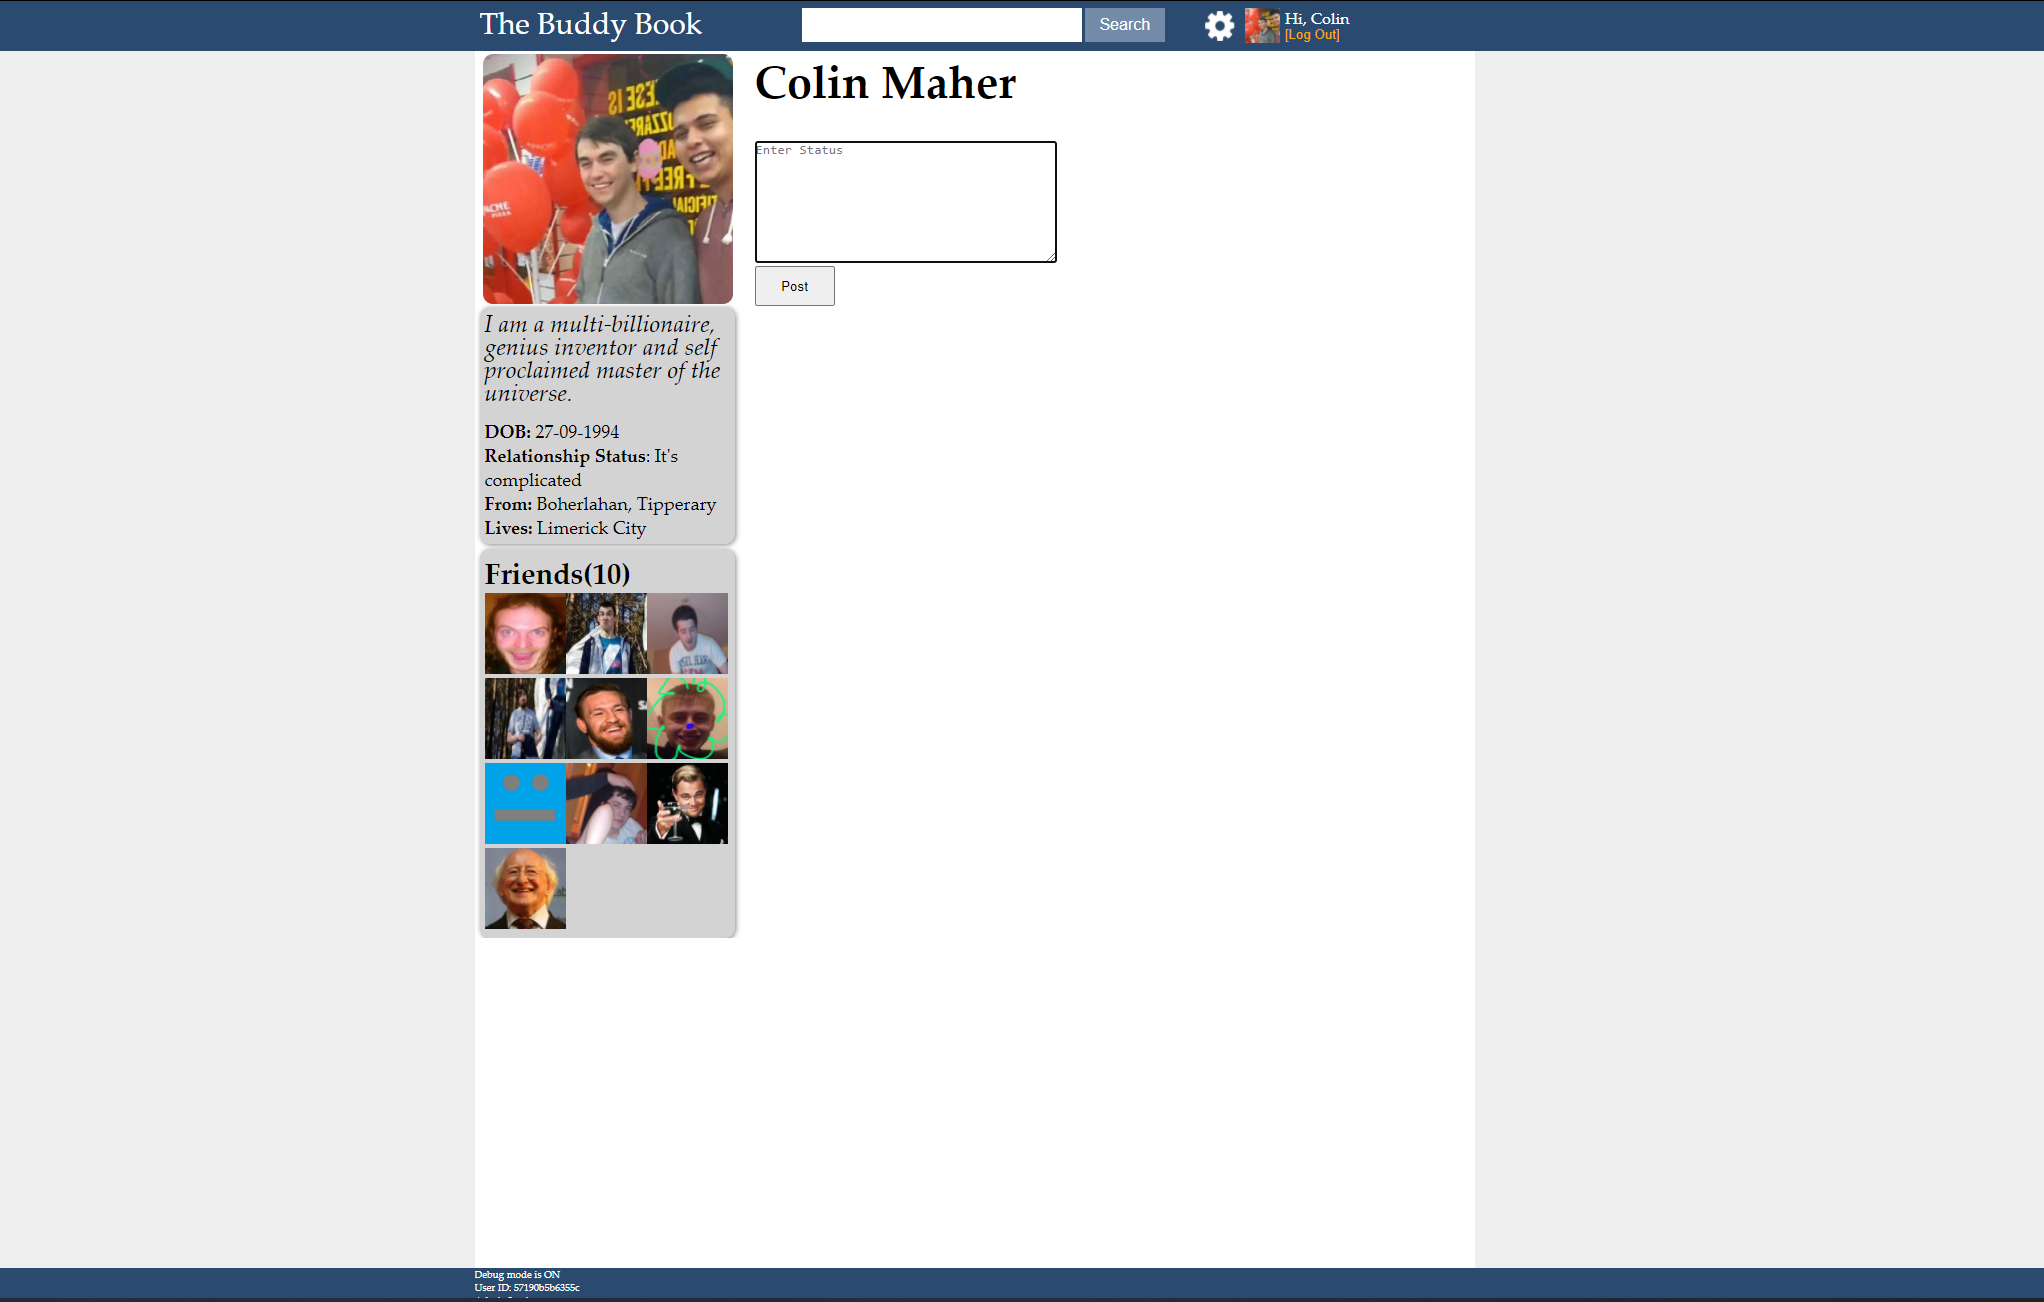 The Buddy Book
Search
Hi, Colin
[Log Out]
Colin Maher
Enter Status
Post
I am a multi-billionaire,
genius inventor and self
proclaimed master of the
universe.
DOB: 27-09-1994
Relationship Status: It's
complicated
From: Boherlahan, Tipperary
Lives: Limerick City
Friends(10)
Debug mode is ON
User ID: 57190b5b6355c